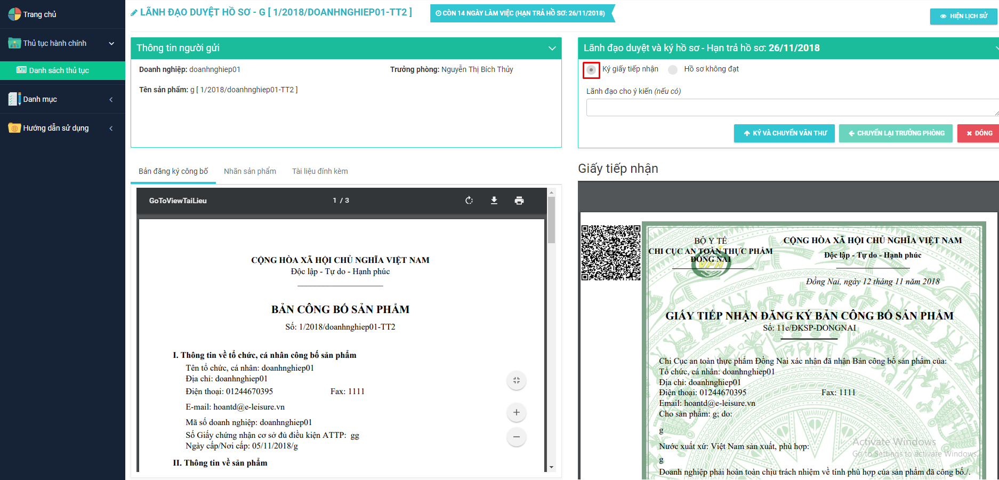 Trang chủ
Thủ tục hành chính
Danh sách thủ tục
Danh mục
Hướng dẫn sử dụng
LÃNH ĐẠO DUYỆT HỒ SƠ - G [ 1/2018/DOANHNGHIEP01-TT2 ]
CÒN 14 NGÀY LÀM VIỆC (HẠN TRẢ HỒ SƠ: 26/11/2018)
HIỆN LỊCH SỬ
Thông tin người gửi
Doanh nghiệp: doanhnghiep01
Trưởng phòng: Nguyễn Thị Bích Thủy
Tên sản phẩm: g [ 1/2018/doanhnghiep01-TT2 ]
Lãnh đạo duyệt và ký hồ sơ - Hạn trả hồ sơ: 26/11/2018
Ký giấy tiếp nhận
Hồ sơ không đạt
Lãnh đạo cho ý kiến (nếu có)
KÝ VÀ CHUYỂN VĂN THƯ
CHUYỂN LẠI TRƯỞNG PHÒNG
ĐÓNG
Bản đăng ký công bố
Nhãn sản phẩm
Tài liệu đính kèm
GoToViewTaiLieu
1 / 3
CỘNG HÒA XÃ HỘI CHỦ NGHĨA VIỆT NAM
Độc lập - Tự do - Hạnh phúc
BẢN CÔNG BỐ SẢN PHẨM
Số: 1/2018/doanhnghiep01-TT2
I. Thông tin về tổ chức, cá nhân công bố sản phẩm
Tên tổ chức, cá nhân: doanhnghiep01
Địa chỉ: doanhnghiep01
Điện thoại: 01244670395 Fax: 1111
E-mail: hoantd@e-leisure.vn
Mã số doanh nghiệp: doanhnghiep01
Số Giấy chứng nhận cơ sở đủ điều kiện ATTP: gg
Ngày cấp/Nơi cấp: 05/11/2018/g
II. Thông tin về sản phẩm
Giấy tiếp nhận
BỘ Y TẾ
CHI CỤC AN TOÀN THỰC PHẨM
ĐỒNG NAI
VFA
CỘNG HÒA XÃ HỘI CHỦ NGHĨA VIỆT NAM
Độc lập - Tự do - Hạnh phúc
Đồng Nai, ngày 12 tháng 11 năm 2018
GIẤY TIẾP NHẬN ĐĂNG KÝ BẢN CÔNG BỐ SẢN PHẨM
Số: 11e/ĐKSP-DONGNAI
Chi Cục an toàn thực phẩm Đồng Nai xác nhận đã nhận Bản công bố sản phẩm của:
Tổ chức, cá nhân: doanhnghiep01
Địa chỉ: doanhnghiep01
Điện thoại: 01244670395 Fax: 1111
Email: hoantd@e-leisure.vn
Cho sản phẩm: g; do:
g
Nước xuất xứ: Việt Nam sản xuất, phù hợp:
g
Doanh nghiệp phải hoàn toàn chịu trách nhiệm về tính phù hợp của sản phẩm đã công bố./.
Activate Windows
Go to Settings to activate Windows.